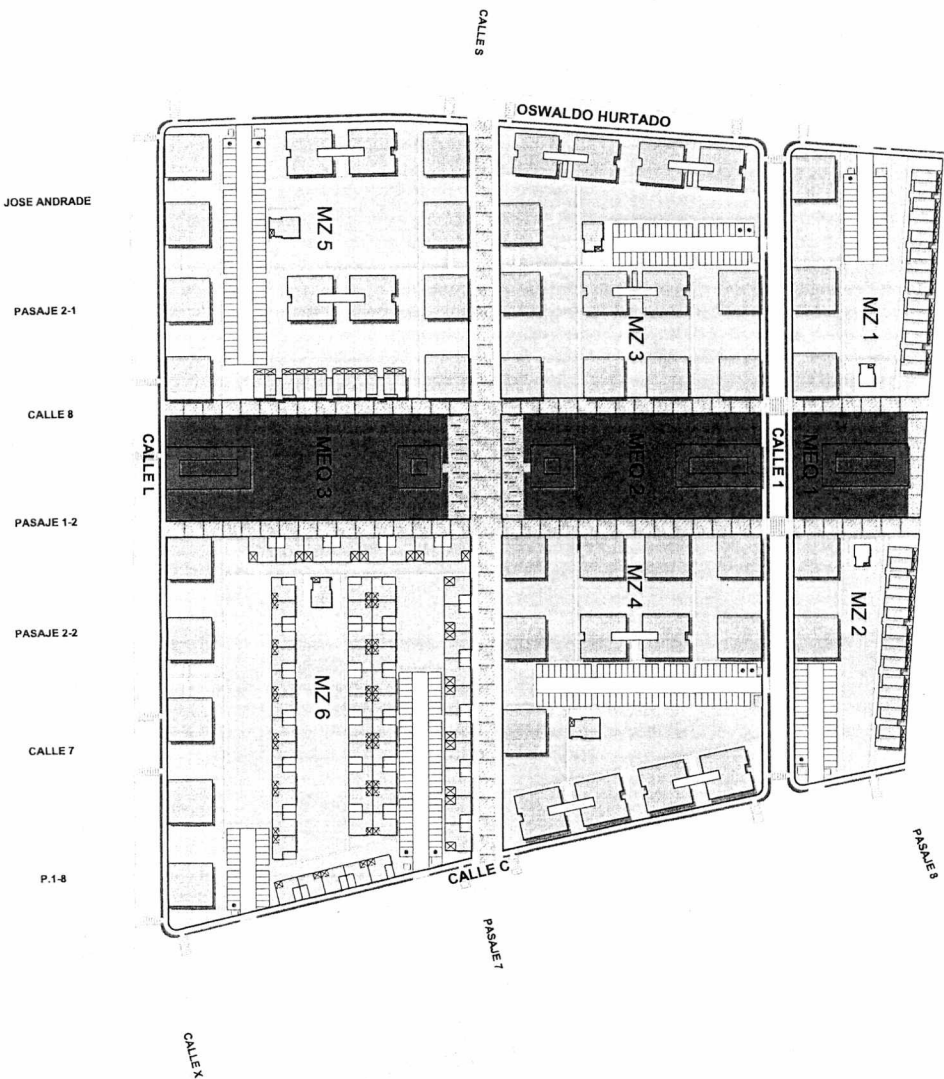 CALLE S
OSWALDO HURTADO
JOSE ANDRADE
MZ 5
MZ 3
MZ 1
PASAJE 2-1
CALLE 8
CALLE L
MEQ 3
MEQ 2
CALLE 1
MEQ 1
PASAJE 1-2
MZ 4
MZ 2
PASAJE 2-2
MZ 6
CALLE 7
P.1-8
CALLE C
PASAJE 8
PASAJE 7
CALLE X